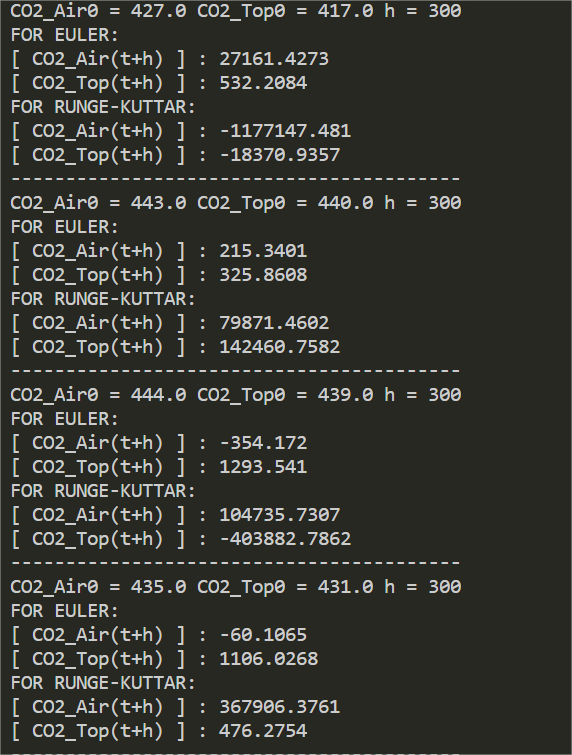 CO2_Air0 = 427.0 CO2_Top0 = 417.0 h = 300
FOR EULER:
[ CO2_Air(t+h) ] : 27161.4273
[ CO2_Top(t+h) ] : 532.2084
FOR RUNGE-KUTTAR:
[ CO2_Air(t+h) ] : -1177147.481
[ CO2_Top(t+h) ] : -18370.9357
-----------------------------------------
CO2_Air0 = 443.0 CO2_Top0 = 440.0 h = 300
FOR EULER:
[ CO2_Air(t+h) ] : 215.3401
[ CO2_Top(t+h) ] : 325.8608
FOR RUNGE-KUTTAR:
[ CO2_Air(t+h) ] : 79871.4602
[ CO2_Top(t+h) ] : 142460.7582
-----------------------------------------
CO2_Air0 = 444.0 CO2_Top0 = 439.0 h = 300
FOR EULER:
[ CO2_Air(t+h) ] : -354.172
[ CO2_Top(t+h) ] : 1293.541
FOR RUNGE-KUTTAR:
[ CO2_Air(t+h) ] : 104735.7307
[ CO2_Top(t+h) ] : -403882.7862
-----------------------------------------
CO2_Air0 = 435.0 CO2_Top0 = 431.0 h = 300
FOR EULER:
[ CO2_Air(t+h) ] : -60.1065
[ CO2_Top(t+h) ] : 1106.0268
FOR RUNGE-KUTTAR:
[ CO2_Air(t+h) ] : 367906.3761
[ CO2_Top(t+h) ] : 476.2754
-----------------------------------------